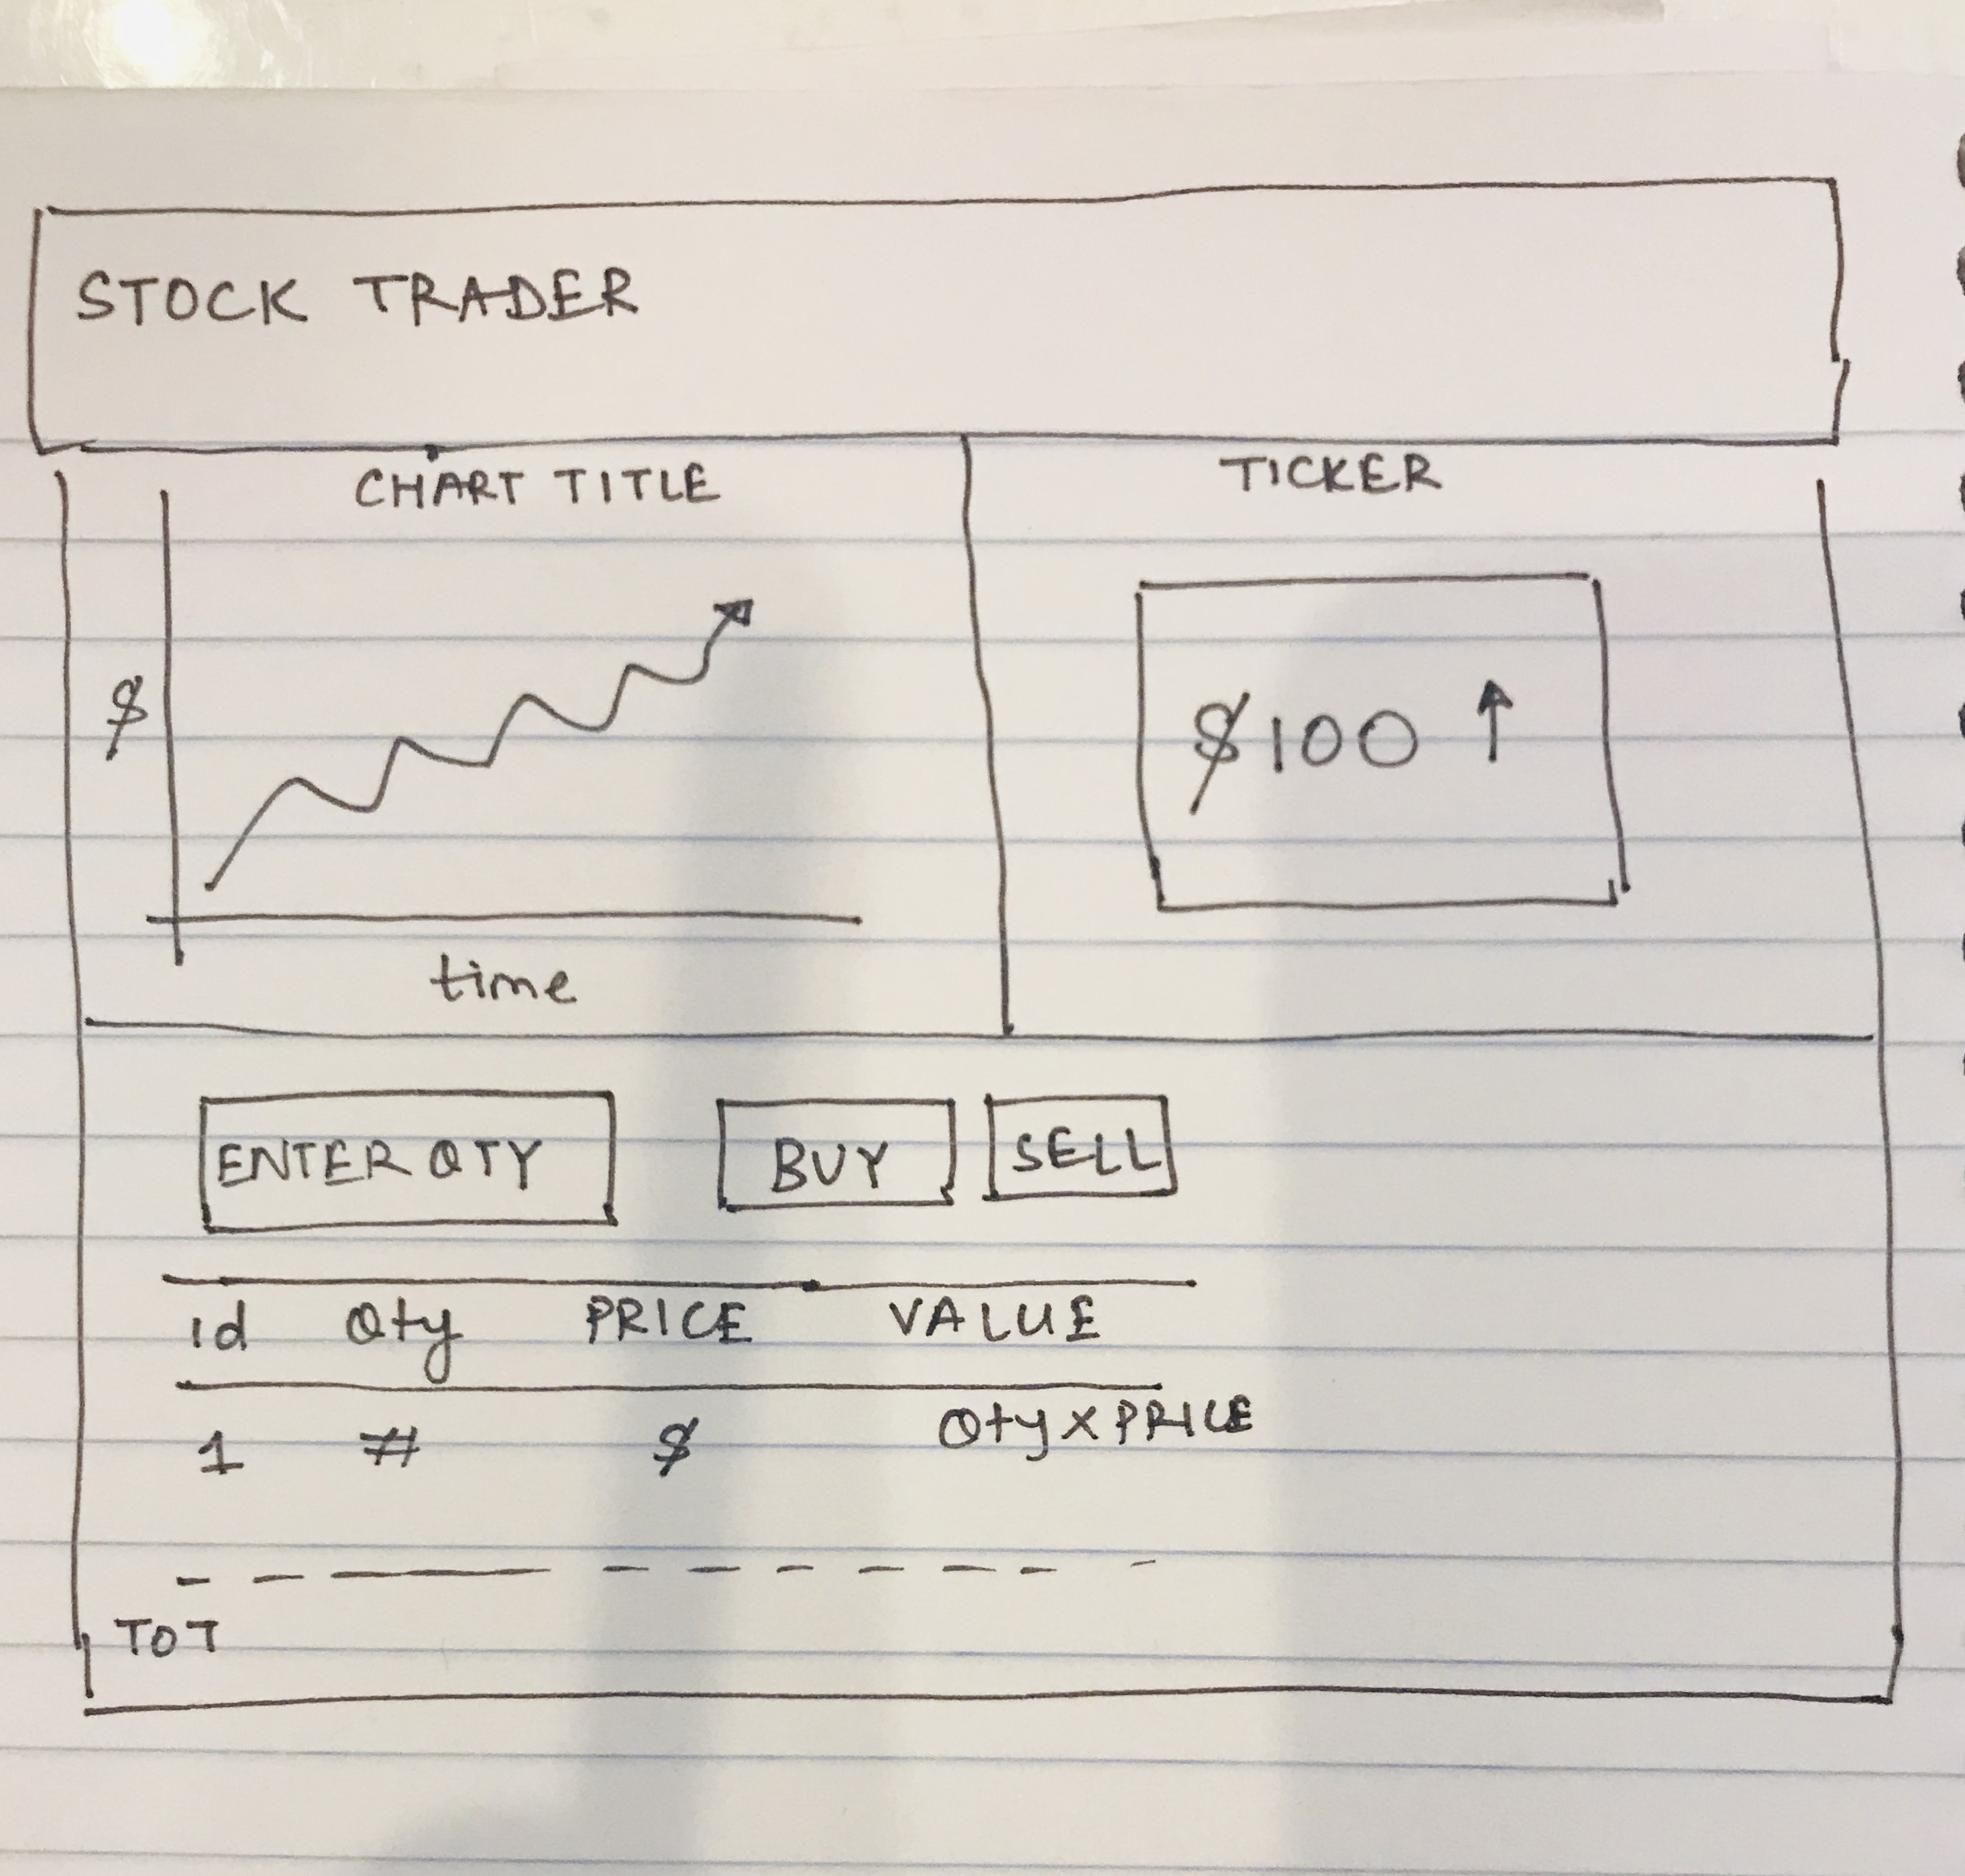 STOCK TRADER
CHART TITLE
$
time
TICKER
$100 ↑
ENTER QTY
BUY
SELL
id Qty PRICE VALUE
1 # $ Qty x PRICE
TOT